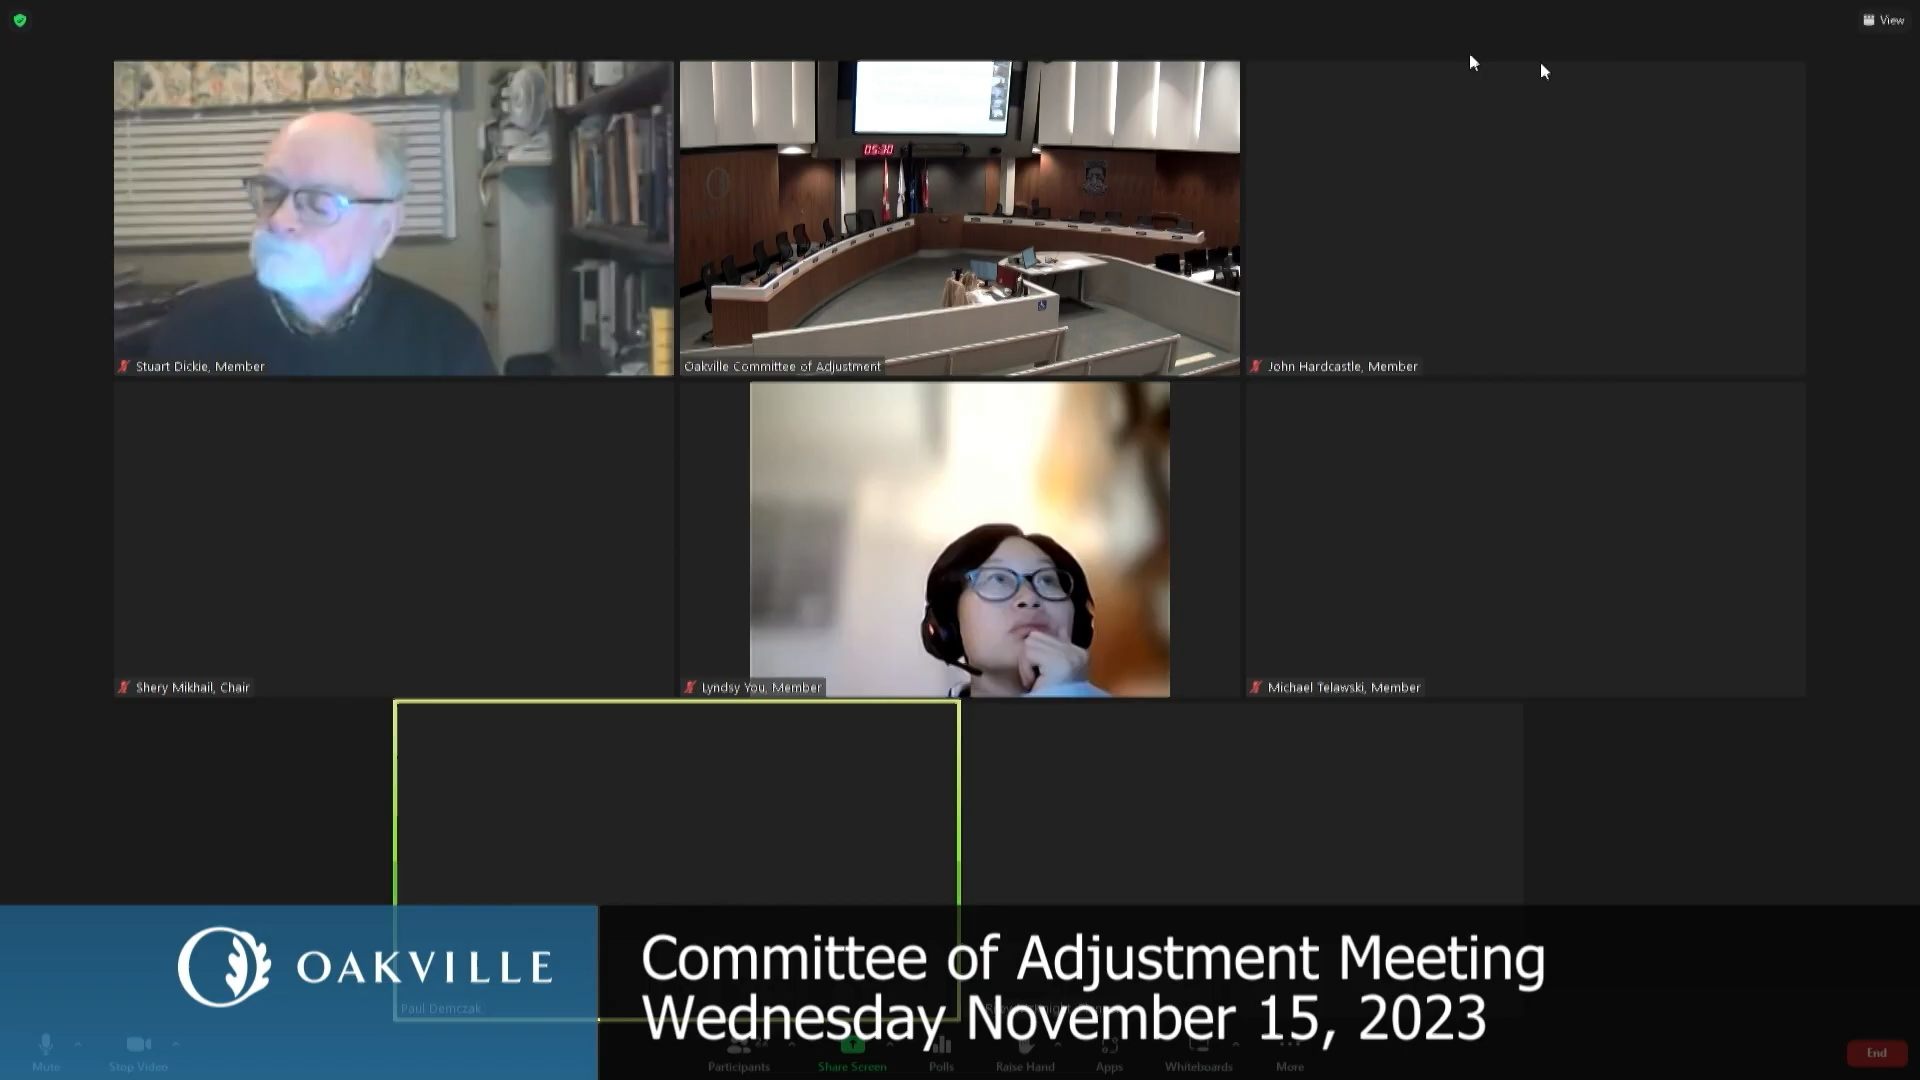 View
05:30
Stuart Dickie, Member
Oakville Committee of Adjustment
John Hardcastle, Member
Shery Mikhail, Chair
Lyndsy You, Member
Michael Telawski, Member
OAKVILLE
Committee of Adjustment Meeting
Wednesday November 15, 2023
Paul Demczak
Mute
Stop Video
Participants
Share Screen
Polls
Raise Hand
Apps
Whiteboards
More
End